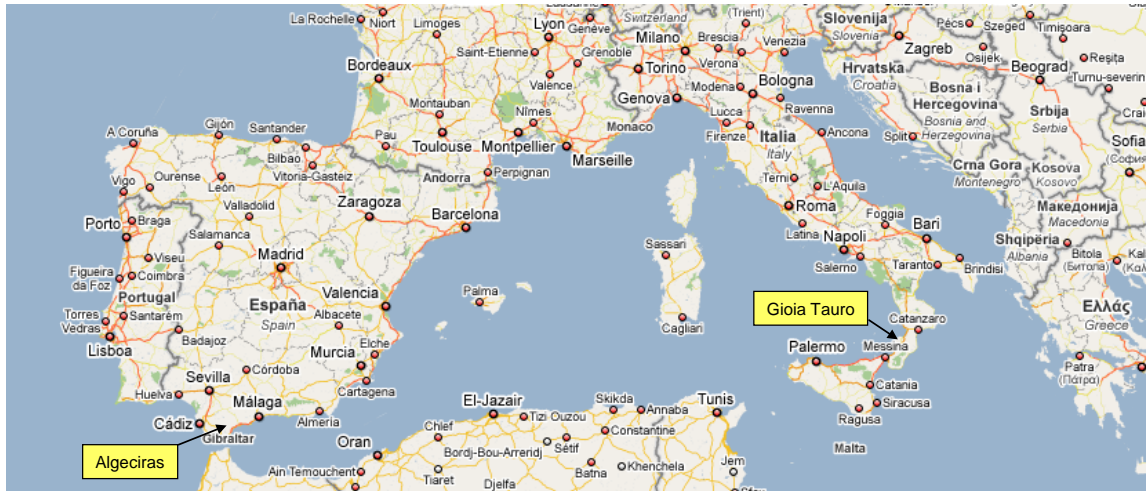 La Rochelle
Niort
Limoges
Lyon
Genève
Switzerland
(Trient)
Slovenija
Slovenia
Pécs
Szeged
Timișoara
Saint-Etienne
Grenoble
Milano
Brescia
Venezia
Zagreb
Osijek
Reșița
Bordeaux
Valence
Torino
Verona
Hrvatska
Croatia
Beograd
Turnu-severin
Modena
Bologna
Bosna i
Hercegovina
Bosnia and
Herzegovina
Montauban
Nîmes
Genova
Ravenna
Srbija
Serbia
Gijón
Santander
Lucca
Monaco
Firenze
Italia
Italy
Ancona
Split
Sofia
A Coruña
Bilbao
Pau
Toulouse
Montpellier
Marseille
Crna Gora
Montenegro
Kosova
Kosovo
Vitoria-Gasteiz
Andorra
Perpignan
Terni
L'Aquila
Vigo
Ourense
León
Македонија
Macedonia
Porto
Braga
Valladolid
Zaragoza
Barcelona
Roma
Foggia
Bari
Latina
Napoli
Shqipëria
Albania
Bitola
(Битола)
Salamanca
Viseu
Sassari
Salerno
Taranto
Brindisi
Figueira
da Foz
Coimbra
Madrid
Portugal
España
Spain
Valencia
Palma
Ελλάς
Greece
Torres
Vedras
Santarém
Albacete
Gioia Tauro
Cagliari
Catanzaro
Lisboa
Badajoz
Murcia
Elche
Palermo
Messina
Patra
(Πάτρα)
Sevilla
Córdoba
Cartagena
Catania
Huelva
Málaga
Almería
El-Jazair
Skikda
Annaba
Tunis
Siracusa
Ragusa
Cádiz
Gibraltar
Tizi Ouzou
Constantine
Malta
Algeciras
Oran
Chlef
Bordj-Bou-Arreridj
Sétif
Ain Temouchent
Tiaret
Djelfa
Batna
Khenchela
Jem